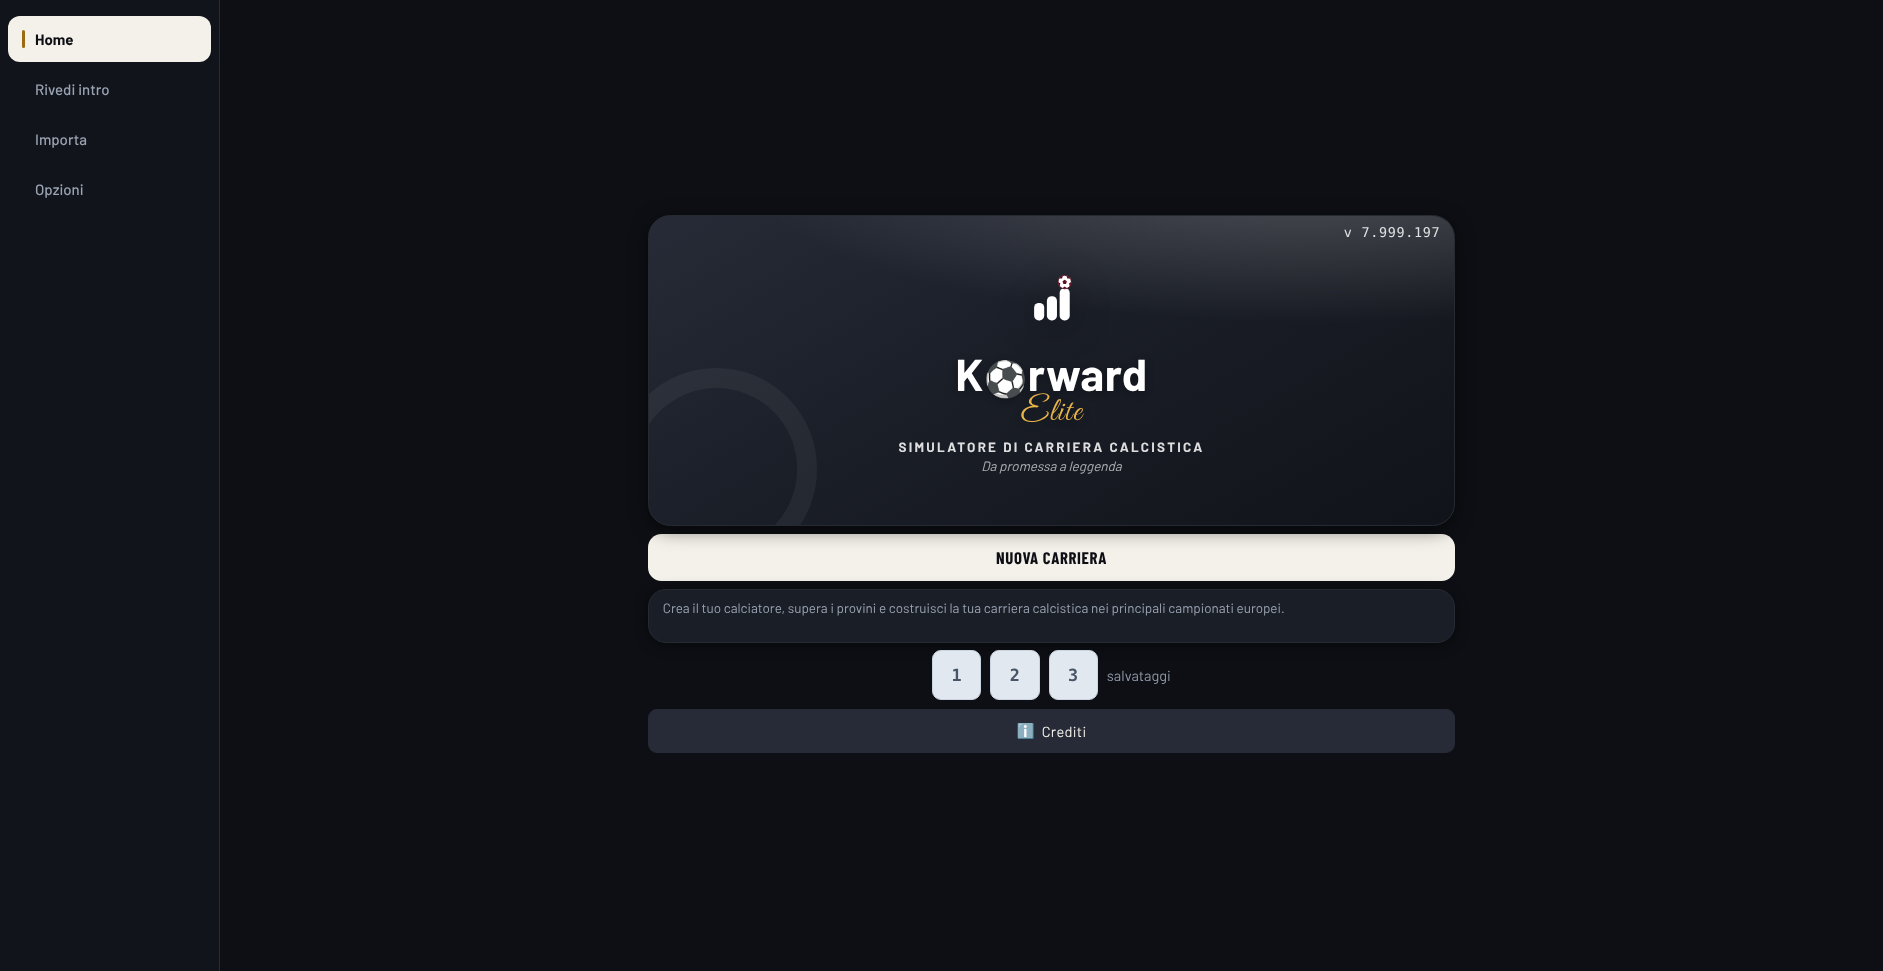 Home
Rivedi intro
Importa
Opzioni
v 7.999.197
K⚽rward
Elite
SIMULATORE DI CARRIERA CALCISTICA
Da promessa a leggenda
NUOVA CARRIERA
Crea il tuo calciatore, supera i provini e costruisci la tua carriera calcistica nei principali campionati europei.
1 2 3 salvataggi
ℹ️ Crediti